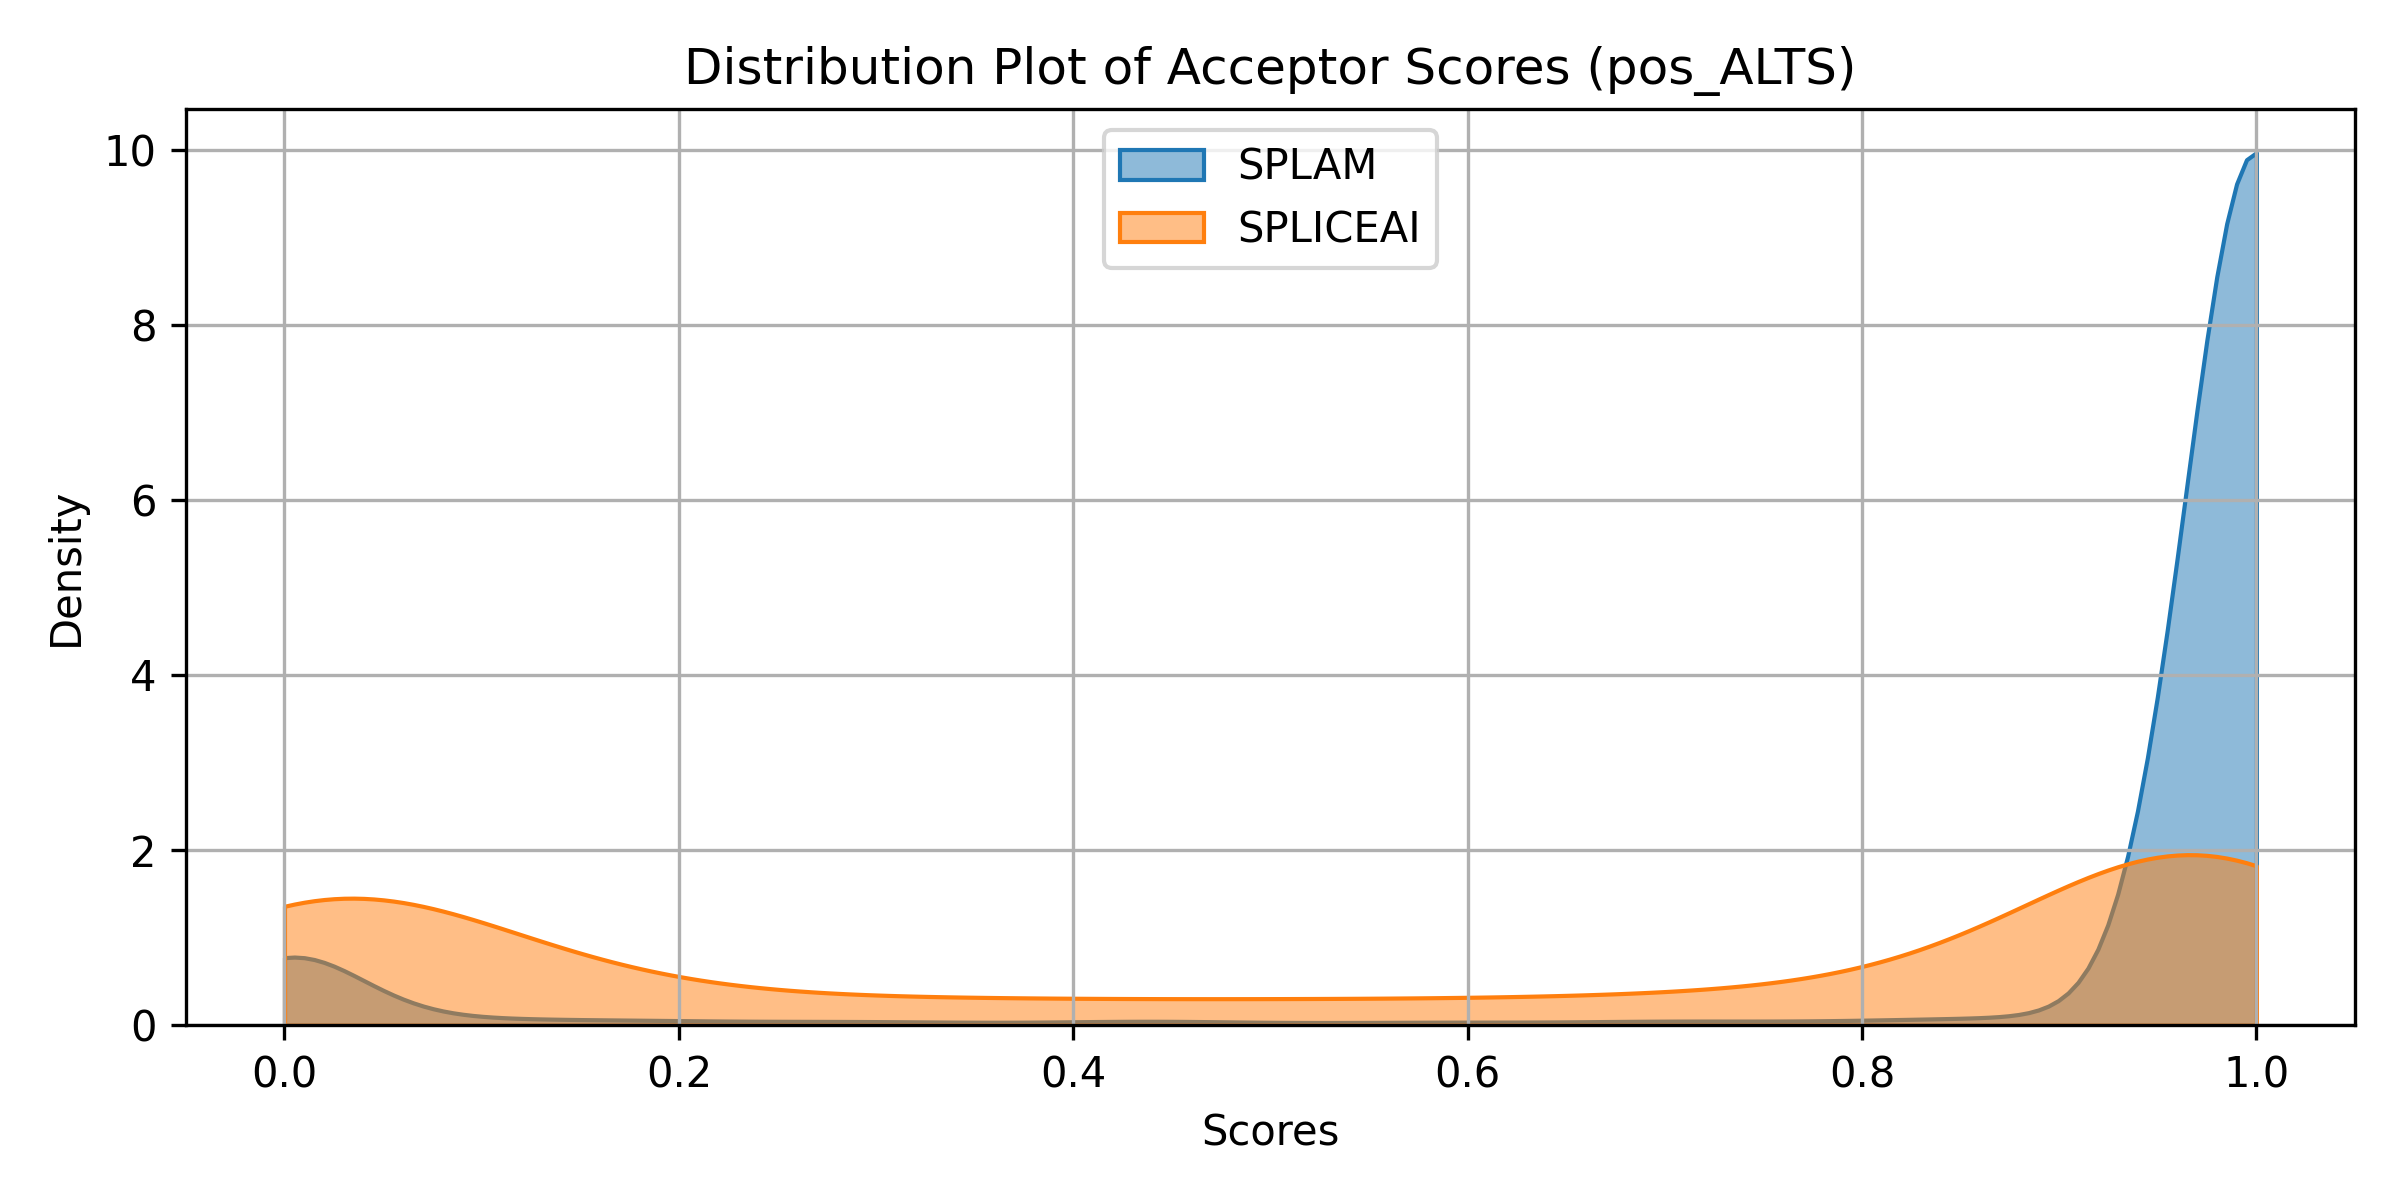 Distribution Plot of Acceptor Scores (pos_ALTS)
SPLAM
SPLICEAI
Density
10
8
6
4
2
0
0.0 0.2 0.4 0.6 0.8 1.0
Scores